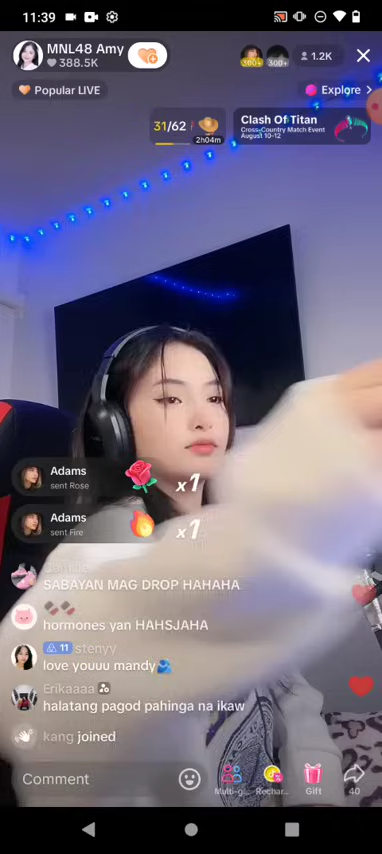 11:39
MNL48 Amy
388.5K
300+
300+
1.2K
Popular LIVE
Explore
31/62
2h04m
Clash Of Titan
Cross-Country Match Event
August 10-12
Adams
sent Rose
x1
Adams
sent Fire
x1
SABAYAN MAG DROP HAHAHA
hormones yan HAHSJAHA
11 stenyy
love youuu mandy
Erikaaaa
halatang pagod pahinga na ikaw
kang joined
Comment
Multi-g...
Rechar...
Gift
40